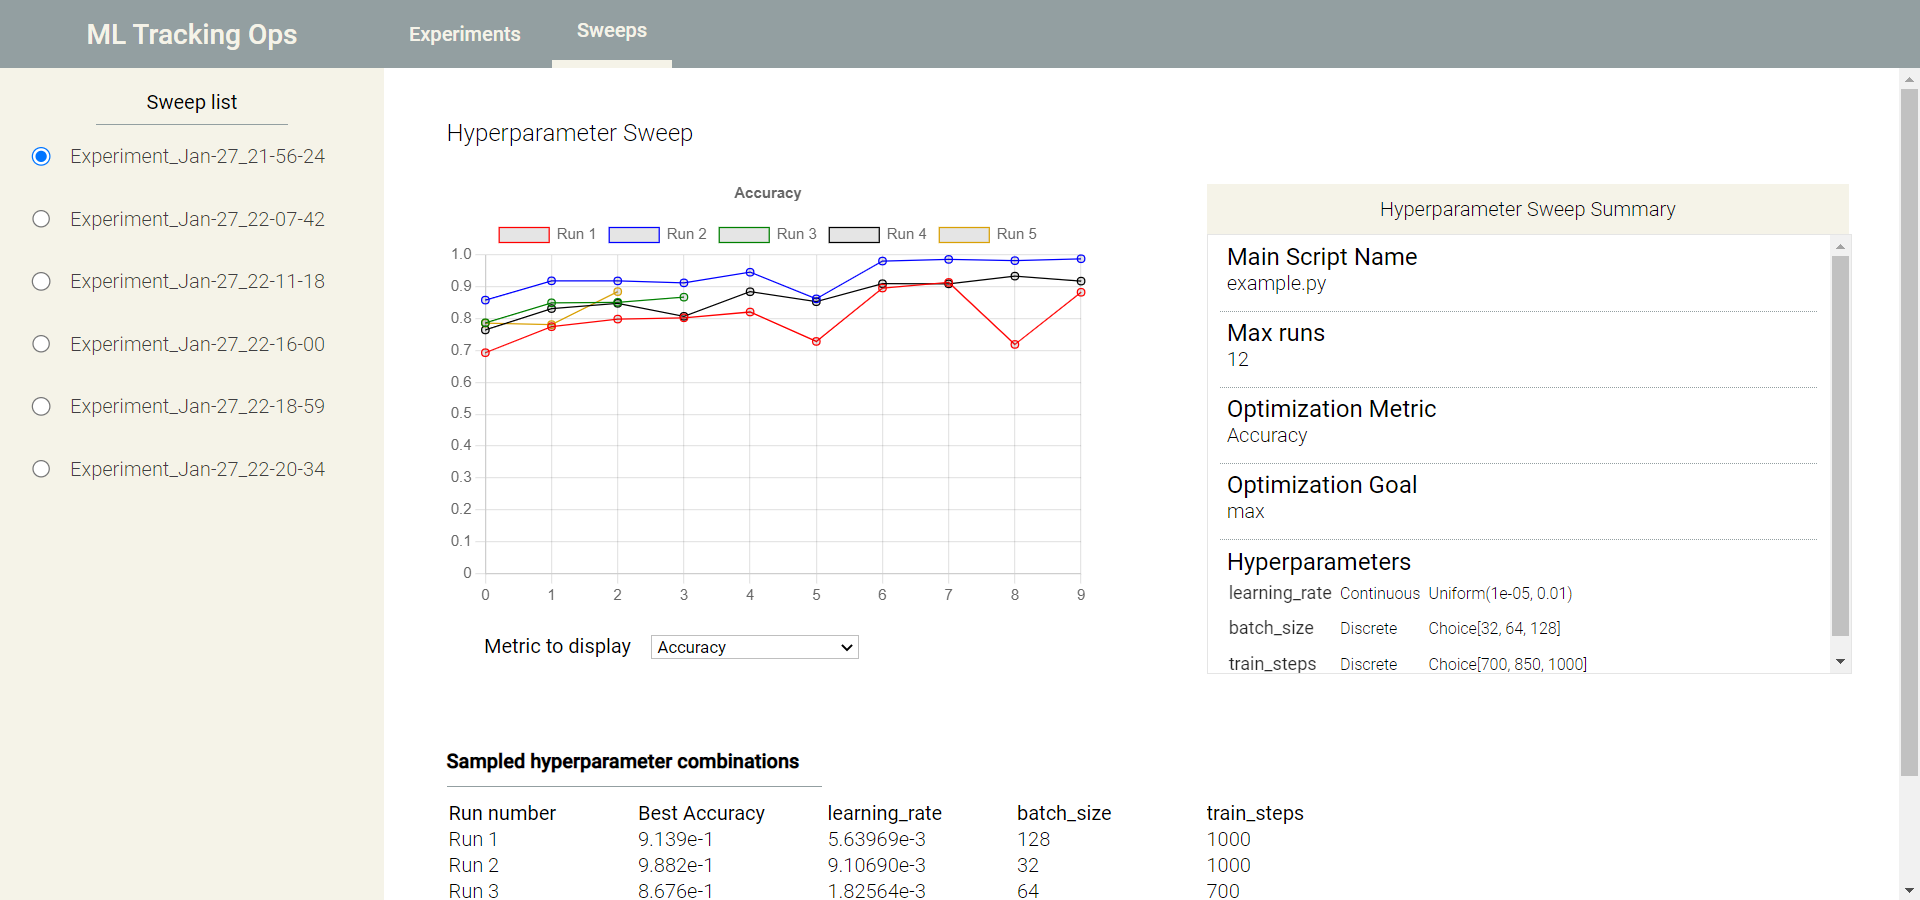 ML Tracking Ops
Experiments
Sweeps
Sweep list
Experiment_Jan-27_21-56-24
Experiment_Jan-27_22-07-42
Experiment_Jan-27_22-11-18
Experiment_Jan-27_22-16-00
Experiment_Jan-27_22-18-59
Experiment_Jan-27_22-20-34
Hyperparameter Sweep
Accuracy
Run 1 Run 2 Run 3 Run 4 Run 5
1.0
0.9
0.8
0.7
0.6
0.5
0.4
0.3
0.2
0.1
0
0 1 2 3 4 5 6 7 8 9
Metric to display Accuracy
Hyperparameter Sweep Summary
Main Script Name
example.py
Max runs
12
Optimization Metric
Accuracy
Optimization Goal
max
Hyperparameters
learning_rate Continuous Uniform(1e-05, 0.01)
batch_size Discrete Choice[32, 64, 128]
train_steps Discrete Choice[700, 850, 1000]
Sampled hyperparameter combinations
Run number Best Accuracy learning_rate batch_size train_steps
Run 1 9.139e-1 5.63969e-3 128 1000
Run 2 9.882e-1 9.10690e-3 32 1000
Run 3 8.676e-1 1.82564e-3 64 700